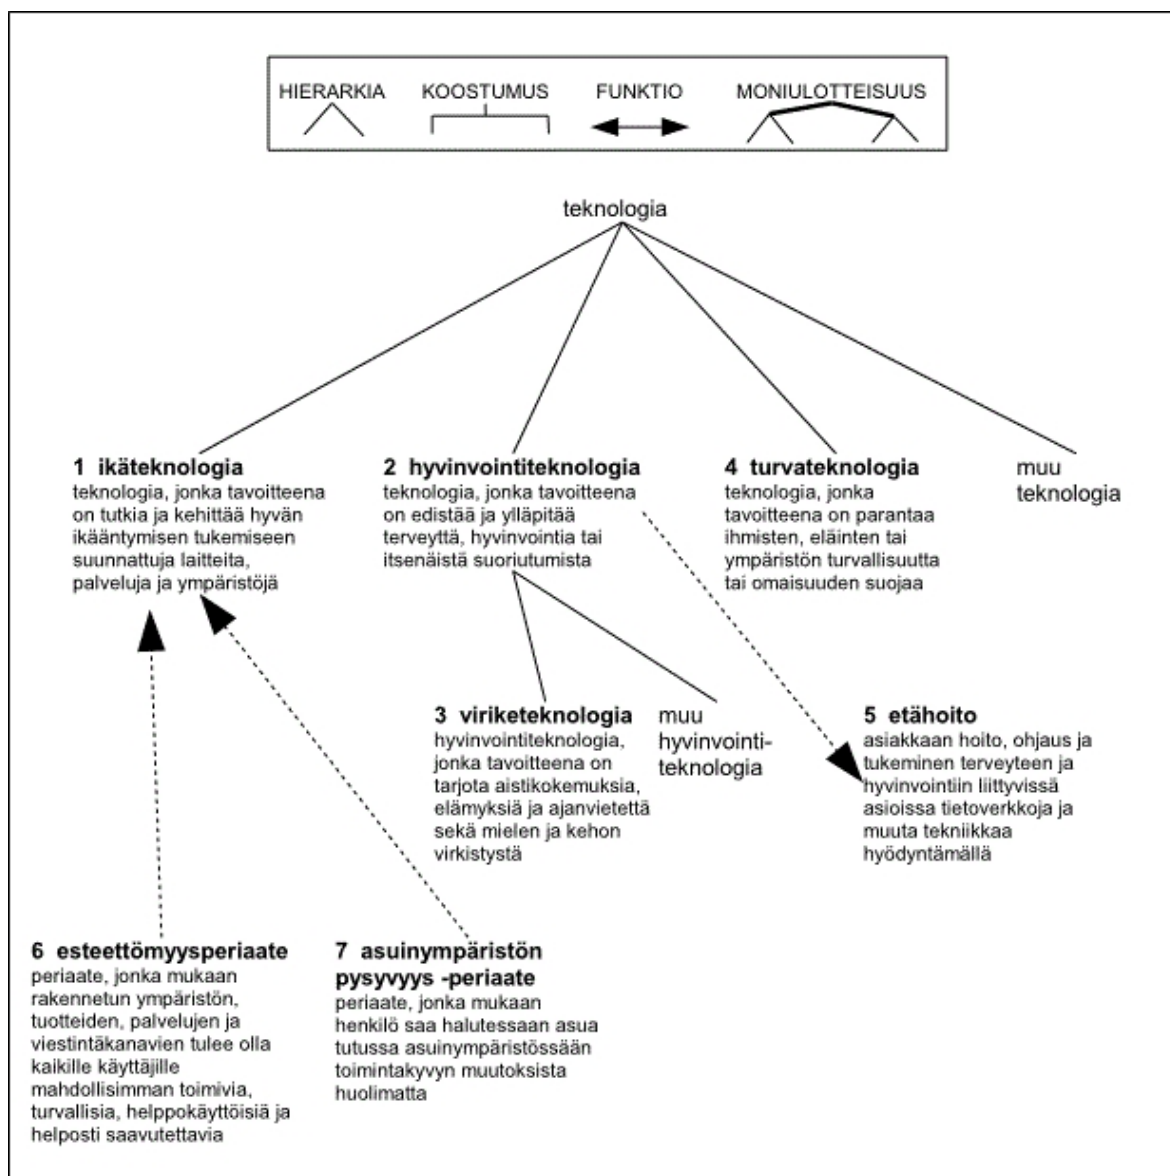 HIERARKIA KOOSTUMUS FUNKTIO MONIULOTTEISUUS
teknologia
1 ikäteknologia
teknologia, jonka tavoitteena
on tutkia ja kehittää hyvän
ikääntymisen tukemiseen
suunnattuja laitteita,
palveluja ja ympäristöjä
2 hyvinvointiteknologia
teknologia, jonka tavoitteena
on edistää ja ylläpitää
terveyttä, hyvinvointia tai
itsenäistä suoriutumista
4 turvateknologia
teknologia, jonka
tavoitteena on parantaa
ihmisten, eläinten tai
ympäristön turvallisuutta
tai omaisuuden suojaa
muu
teknologia
3 viriketeknologia
hyvinvointiteknologia,
jonka tavoitteena on
tarjota aistikokemuksia,
elämyksiä ja ajanvietettä
sekä mielen ja kehon
virkistystä
muu
hyvinvointi-
teknologia
5 etähoito
asiakkaan hoito, ohjaus ja
tukeminen terveyteen ja
hyvinvointiin liittyvissä
asioissa tietoverkkoja ja
muuta tekniikkaa
hyödyntämällä
6 esteettömyysperiaate
periaate, jonka mukaan
rakennetun ympäristön,
tuotteiden, palvelujen ja
viestintäkanavien tulee olla
kaikille käyttäjille
mahdollisimman toimivia,
turvallisia, helppokäyttöisiä ja
helposti saavutettavia
7 asuinympäristön
pysyvyys -periaate
periaate, jonka mukaan
henkilö saa halutessaan asua
tutussa asuinympäristössään
toimintakyvyn muutoksista
huolimatta